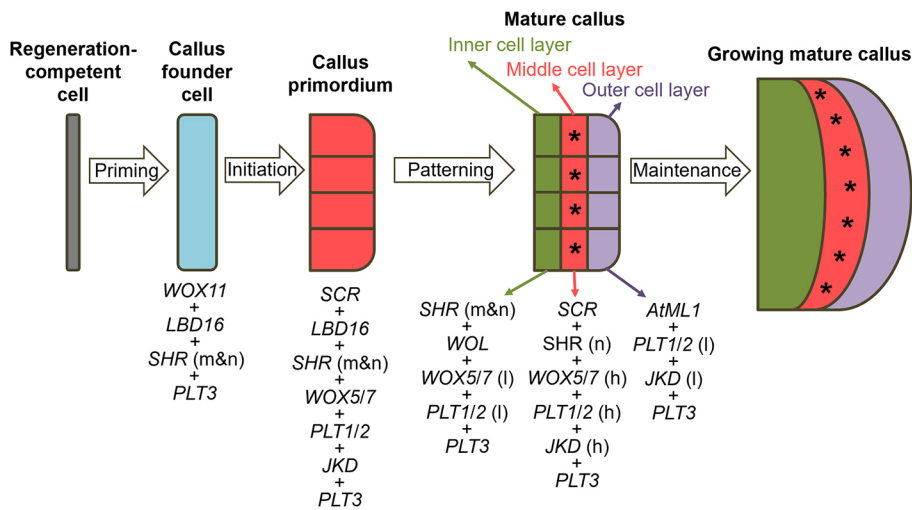 Regeneration-
competent
cell
Callus
founder
cell
Callus
primordium
Mature callus
Inner cell layer
Middle cell layer
Outer cell layer
Growing mature callus
Priming
Initiation
Patterning
Maintenance
*
*
*
*
*
*
*
*
*
*
*
WOX11
+
LBD16
+
SHR (m&n)
+
PLT3
SCR
+
LBD16
+
SHR (m&n)
+
WOX5/7
+
PLT1/2
+
JKD
+
PLT3
SHR (m&n)
+
WOL
+
WOX5/7 (l)
+
PLT1/2 (l)
+
PLT3
SCR
+
SHR (n)
+
WOX5/7 (h)
+
PLT1/2 (h)
+
JKD (h)
+
PLT3
AtML1
+
PLT1/2 (l)
+
JKD (l)
+
PLT3